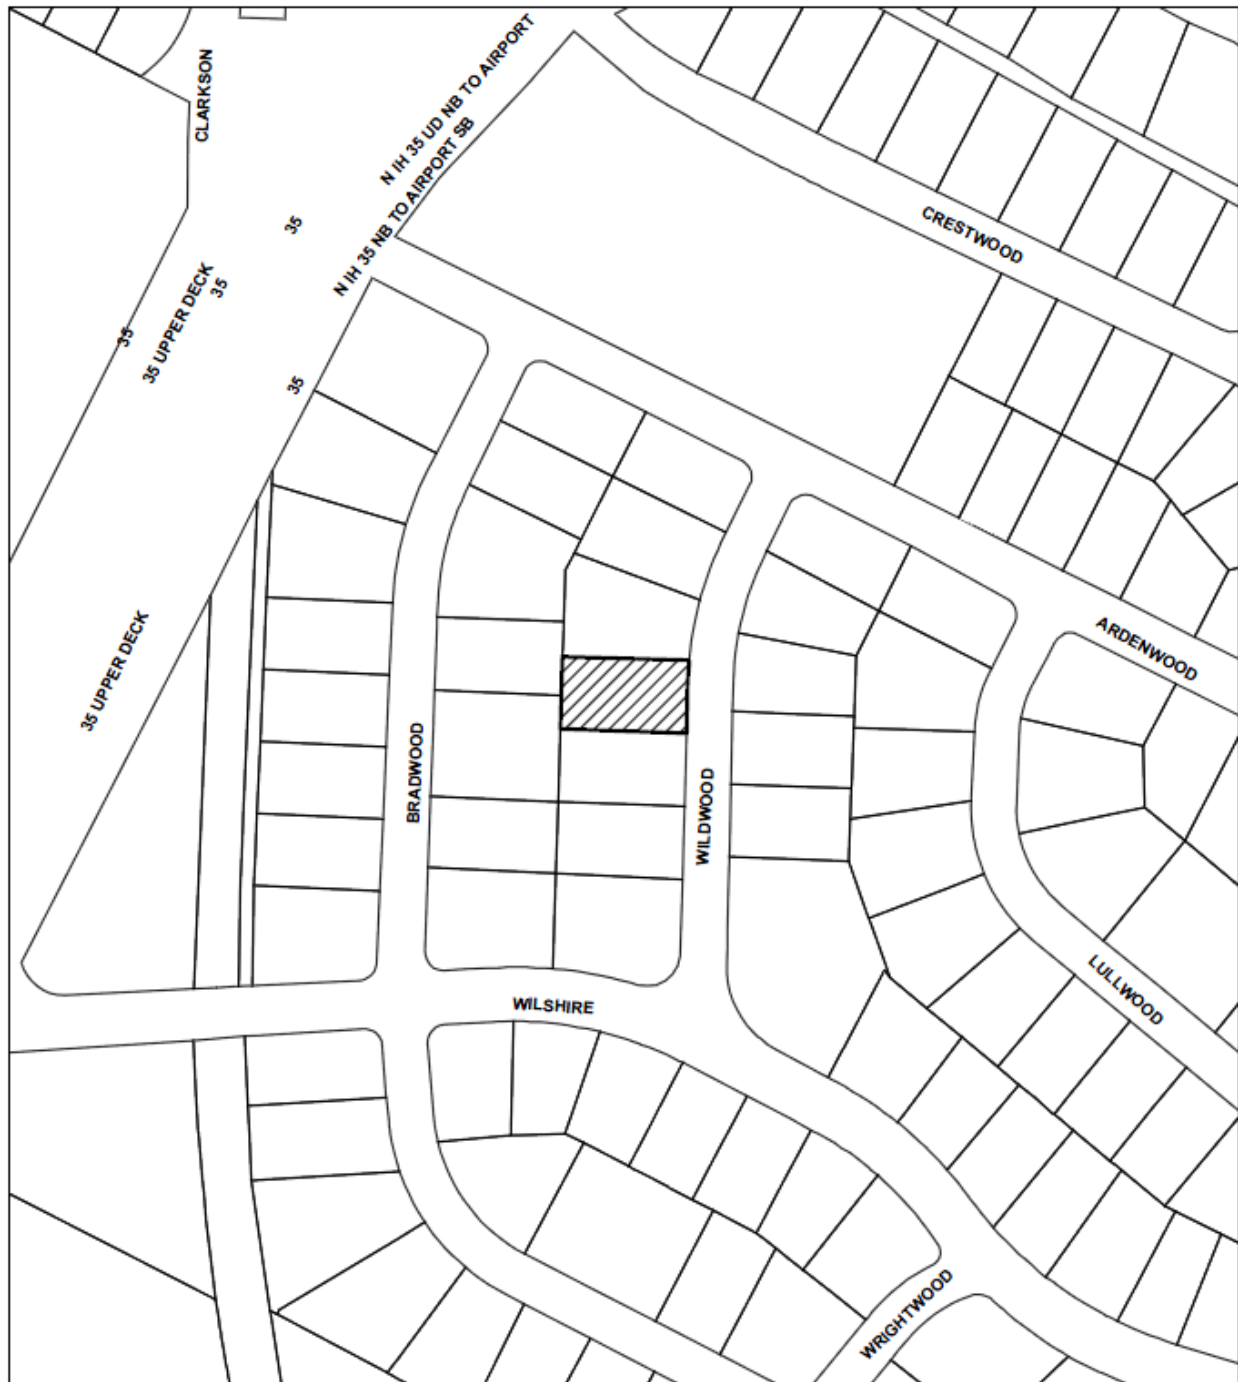 CLARKSON
N IH 35 UD NB TO AIRPORT
N IH 35 NB TO AIRPORT SB
35
CRESTWOOD
35 UPPER DECK
35
35
35
ARDENWOOD
35 UPPER DECK
BRADWOOD
WILDWOOD
LULLWOOD
WILSHIRE
WRIGHTWOOD